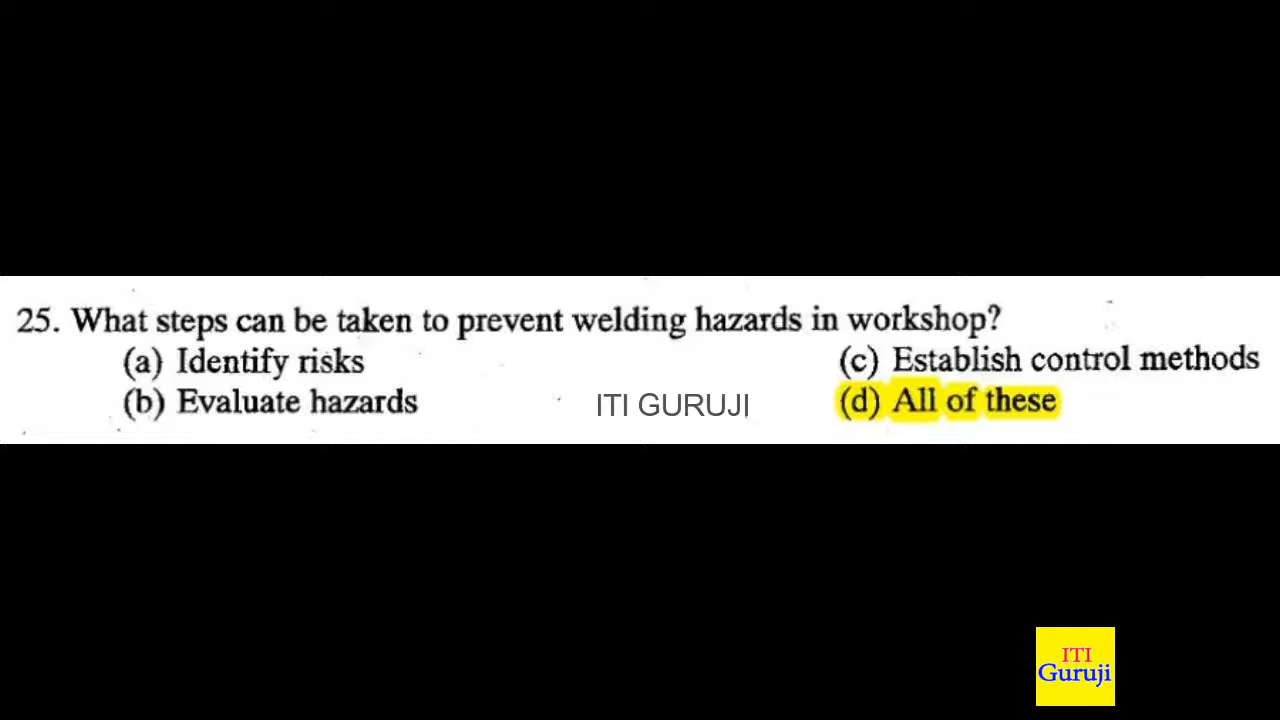 25. What steps can be taken to prevent welding hazards in workshop?
(a) Identify risks
(c) Establish control methods
(b) Evaluate hazards
ITI GURUJI
(d) All of these
ITI
Guruji